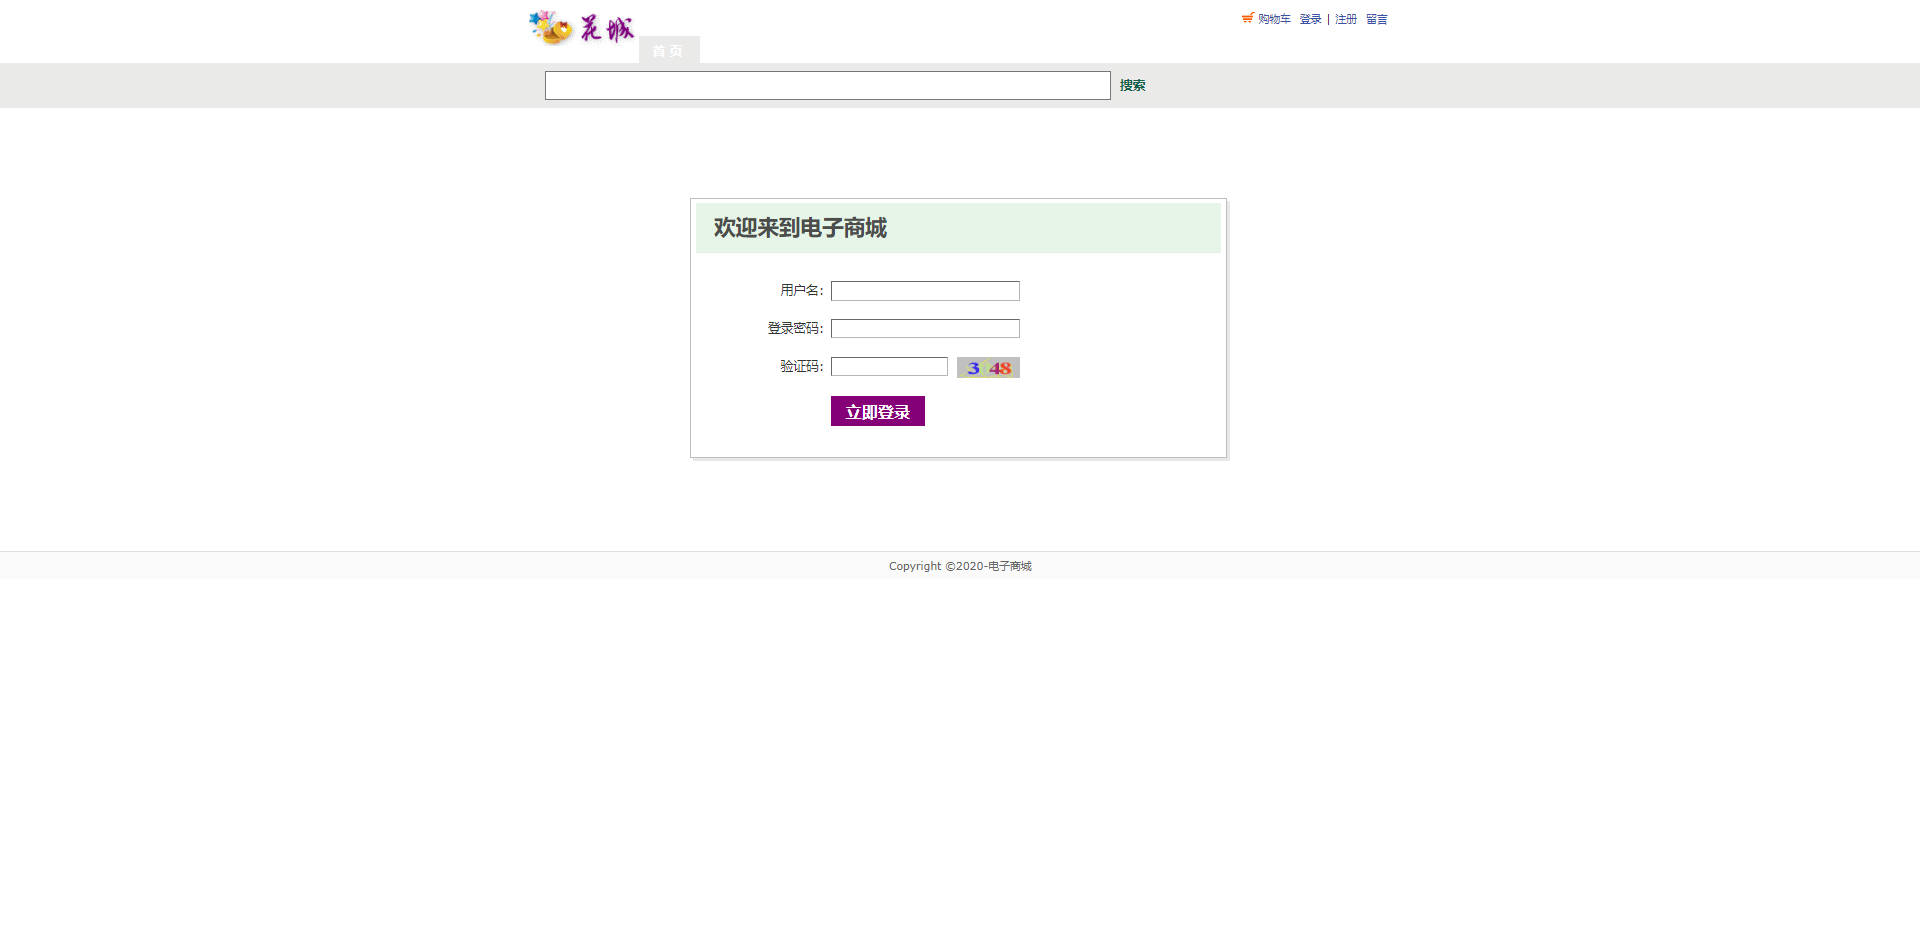 花城
首 页
购物车 登录 | 注册 留言
搜索
欢迎来到电子商城
用户名:
登录密码:
验证码:
立即登录
Copyright ©2020-电子商城